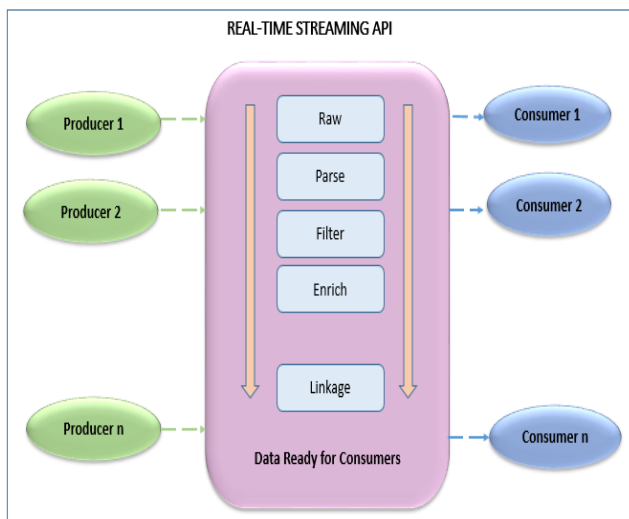 REAL-TIME STREAMING API
Producer 1
Raw
Consumer 1
Parse
Producer 2
Consumer 2
Filter
Enrich
Linkage
Producer n
Consumer n
Data Ready for Consumers